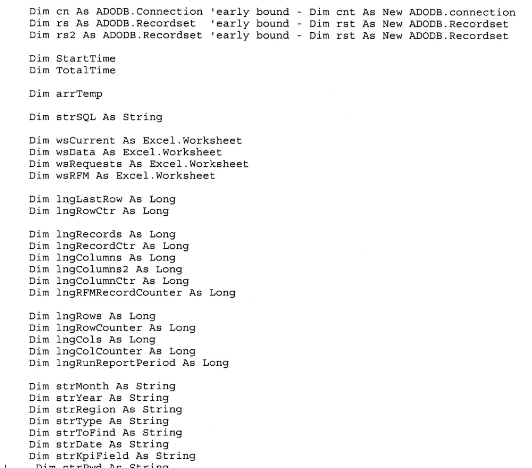 Dim cn As ADODB.Connection 'early bound - Dim cnt As New ADODB.connection
Dim rs As ADODB.Recordset 'early bound - Dim rst As New ADODB.Recordset
Dim rs2 As ADODB.Recordset 'early bound - Dim rst As New ADODB.Recordset
Dim StartTime
Dim TotalTime
Dim arrTemp
Dim strSQL As String
Dim wsCurrent As Excel.Worksheet
Dim wsData As Excel.Worksheet
Dim wsRequests As Excel.Worksheet
Dim wsRFM As Excel.Worksheet
Dim lngLastRow As Long
Dim lngRowCtr As Long
Dim lngRecords As Long
Dim lngRecordCtr As Long
Dim lngColumns As Long
Dim lngColumns2 As Long
Dim lngColumnCtr As Long
Dim lngRFMRecordCounter As Long
Dim lngRows As Long
Dim lngRowCounter As Long
Dim lngCols As Long
Dim lngColCounter As Long
Dim lngRunReportPeriod As Long
Dim strMonth As String
Dim strYear As String
Dim strRegion As String
Dim strType As String
Dim strToFind As String
Dim strDate As String
Dim strKpiField As String
' Dim strPwd As String